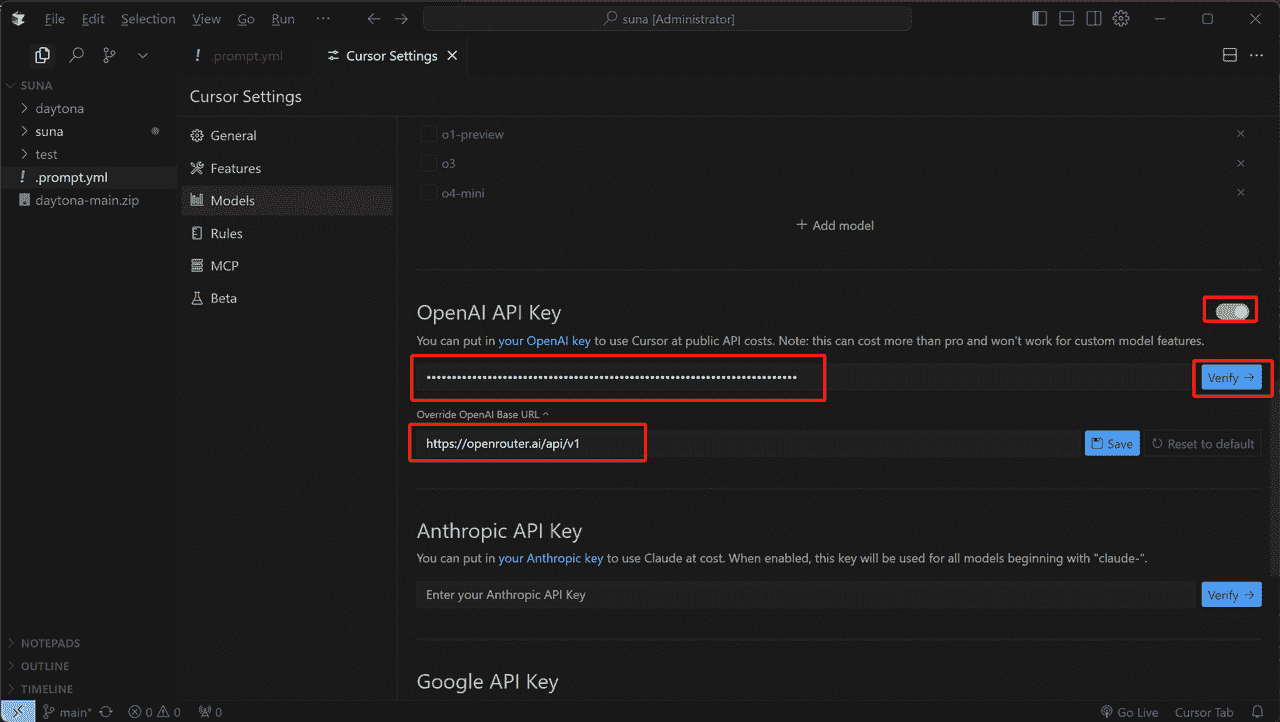 File Edit Selection View Go Run ··· suna [Administrator]
! .prompt.yml Cursor Settings
SUNA
daytona
suna
test
! .prompt.yml
daytona-main.zip
NOTEPADS
OUTLINE
TIMELINE
Cursor Settings
General
Features
Models
Rules
MCP
Beta
o1-preview
o3
o4-mini
+ Add model
OpenAI API Key
You can put in your OpenAI key to use Cursor at public API costs. Note: this can cost more than pro and won't work for custom model features.
Verify →
Override OpenAI Base URL ^
https://openrouter.ai/api/v1
Save Reset to default
Anthropic API Key
You can put in your Anthropic key to use Claude at cost. When enabled, this key will be used for all models beginning with "claude-".
Enter your Anthropic API Key Verify →
Google API Key
main* 0 0 0 Go Live Cursor Tab